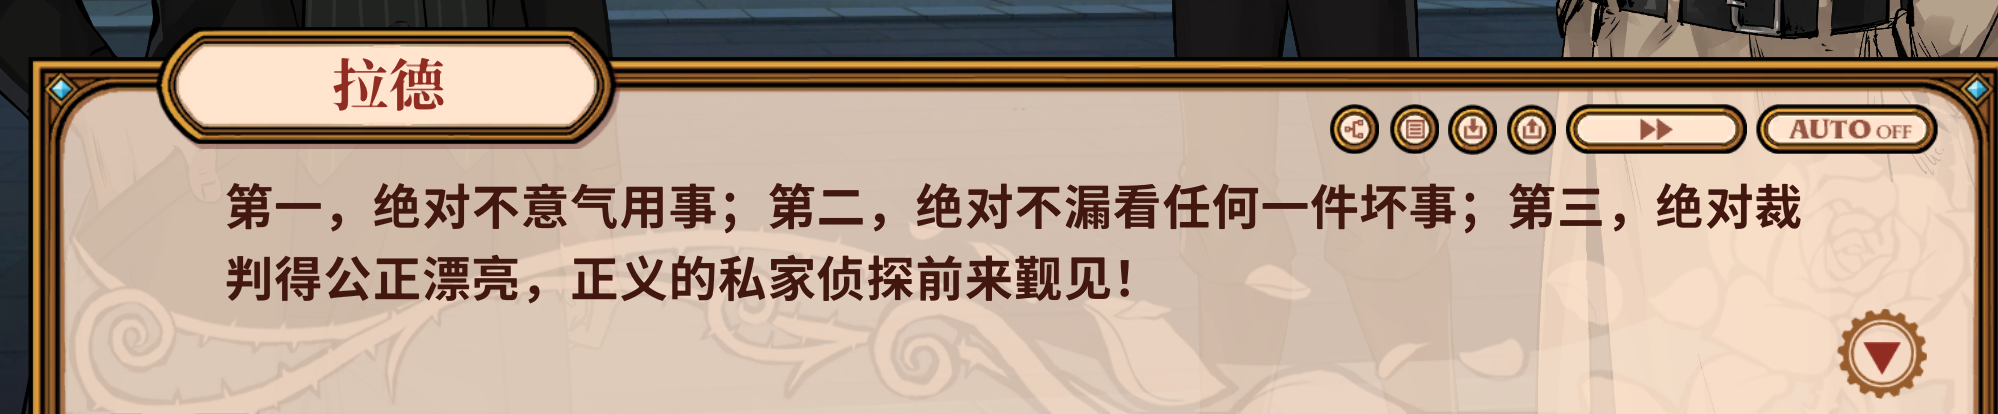 拉德
AUTO OFF
第一，绝对不意气用事；第二，绝对不漏看任何一件坏事；第三，绝对裁
判得公正漂亮，正义的私家侦探前来觐见！